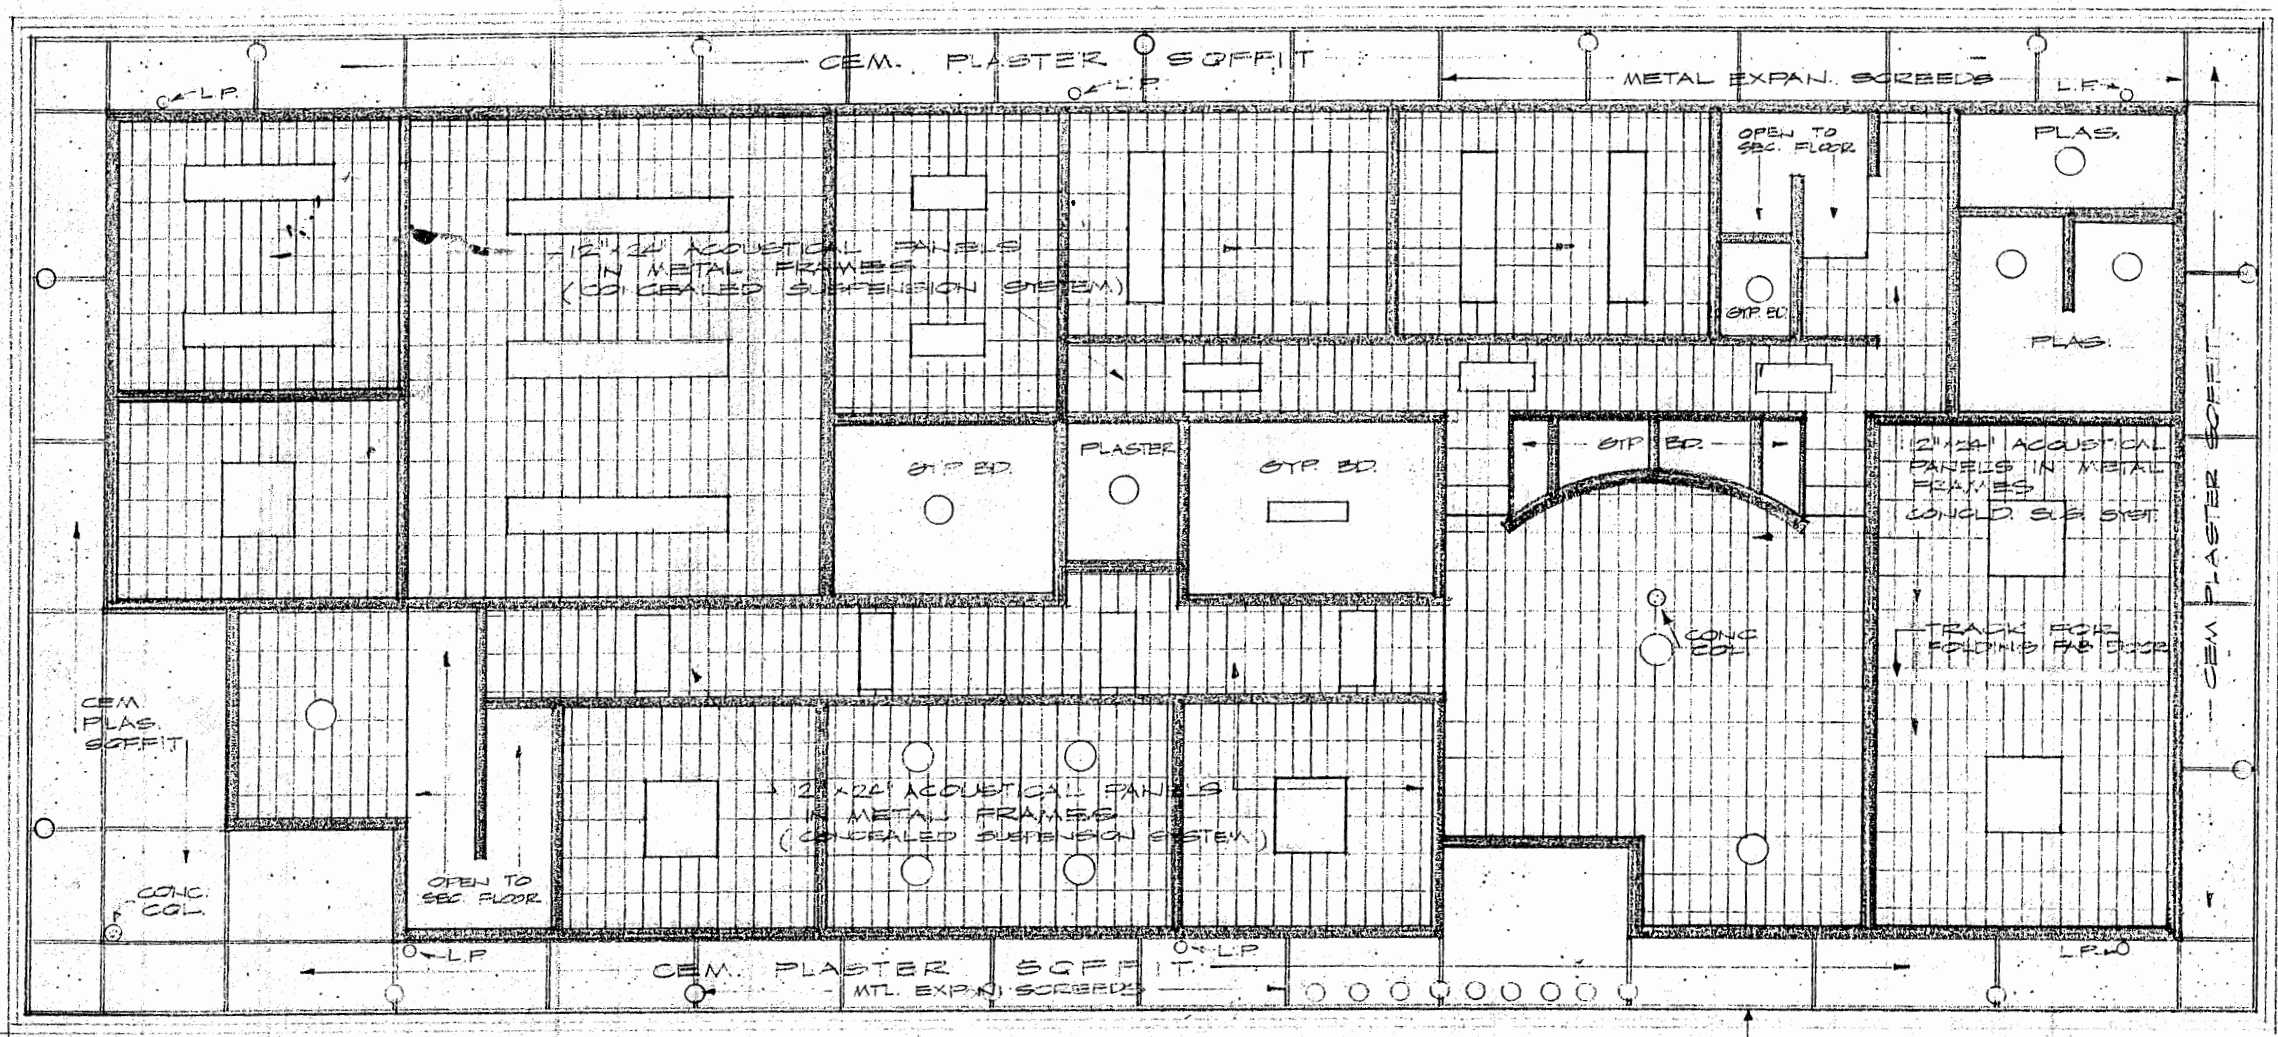 CEM. PLASTER SOFFIT
METAL EXPAN. SCREEDS
L.P.
L.P.
L.P.
OPEN TO
SEC. FLOOR
PLAS.
12"x24" ACOUSTICAL PANELS
IN METAL FRAMES
(CONCEALED SUSPENSION SYSTEM)
GYP. BD.
PLAS.
CEM. PLASTER SOFFIT
GYP. BD.
PLASTER
GYP. BD.
GYP. BD.
12"x24" ACOUSTICAL
PANELS IN METAL
FRAMES
CONCLD. SUS. SYST.
CONC.
COL.
TRACK FOR
FOLDING FAB DOOR
CEM.
PLAS.
SOFFIT
12"x24" ACOUSTICAL PANELS
IN METAL FRAMES
(CONCEALED SUSPENSION SYSTEM)
CONC.
COL.
OPEN TO
SEC. FLOOR
L.P.
L.P.
L.P.
CEM. PLASTER SOFFIT
MTL. EXPAN. SCREEDS